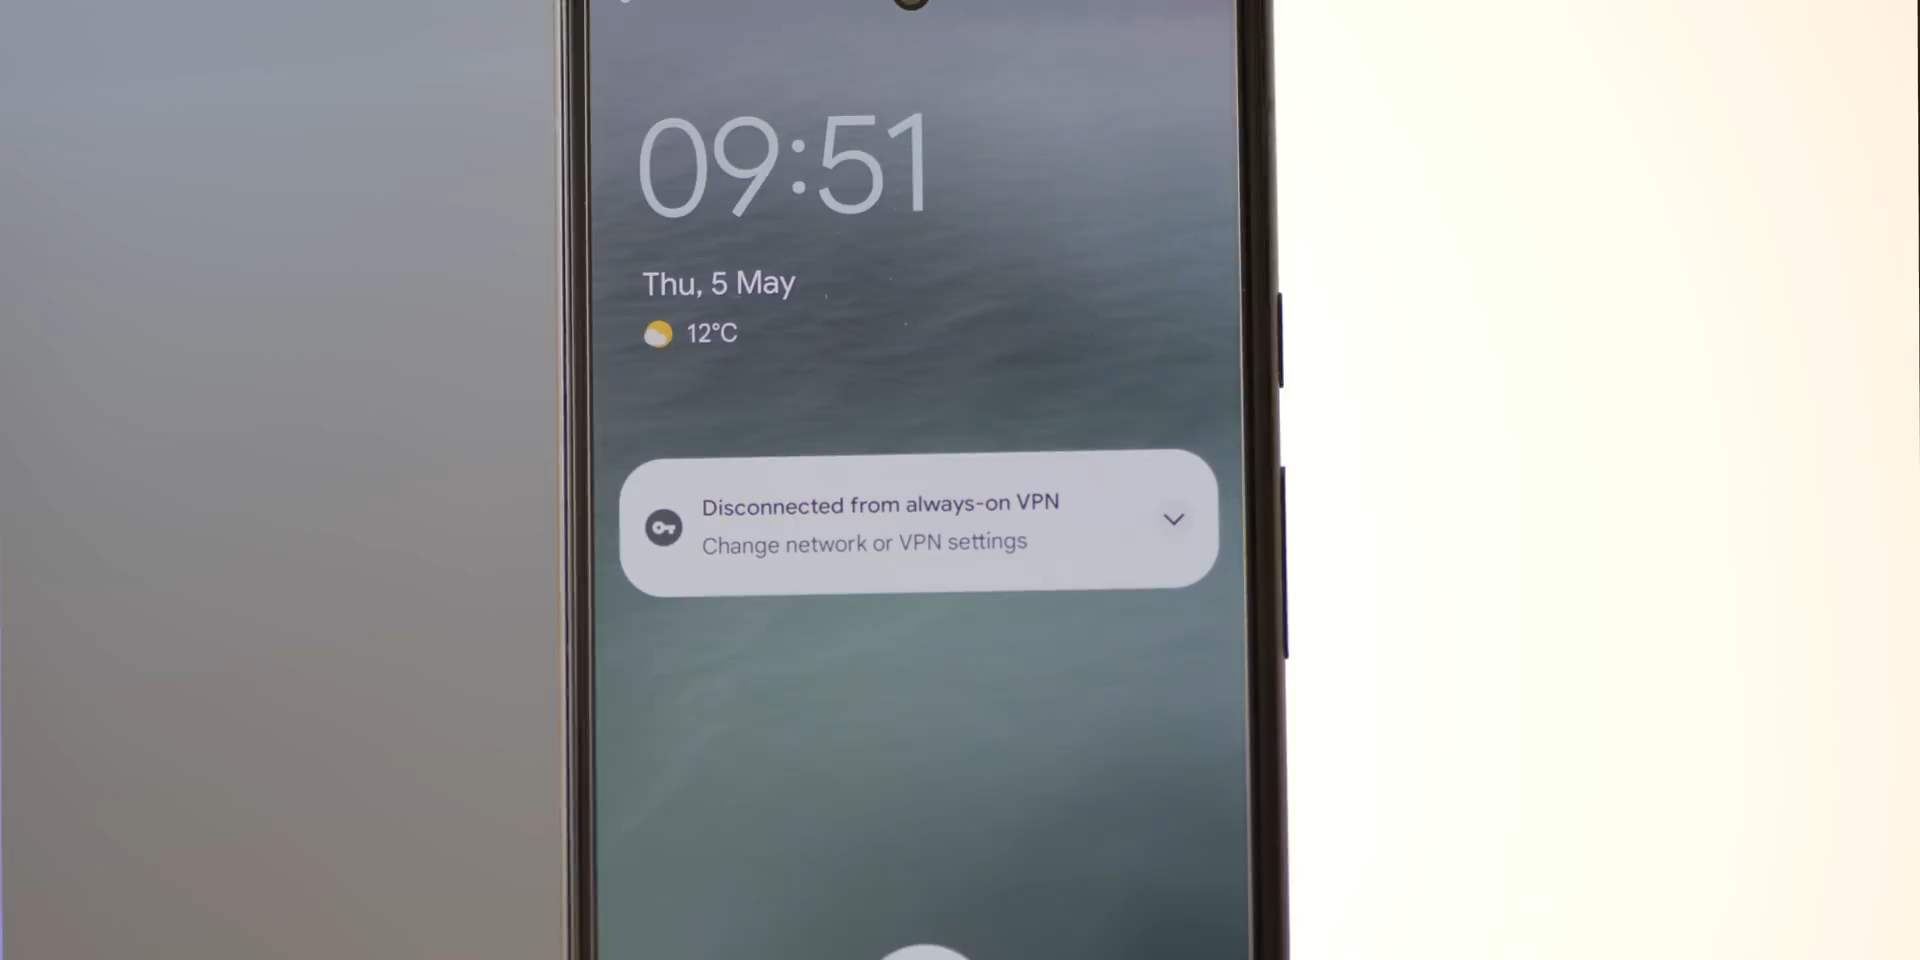 09:51
Thu, 5 May
12°C
Disconnected from always-on VPN
Change network or VPN settings